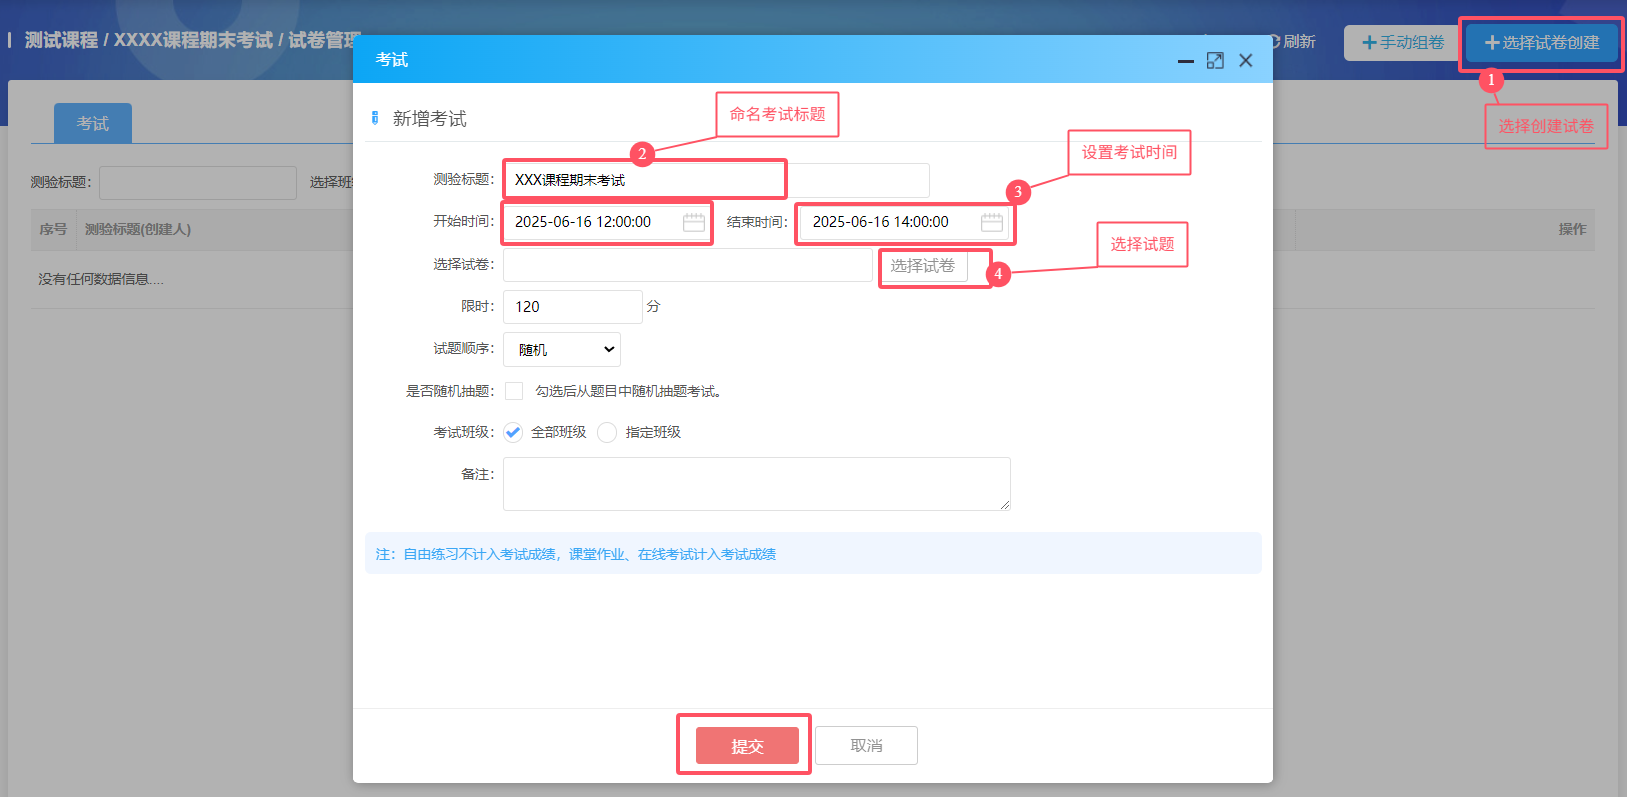 测试课程 / XXXX课程期末考试 / 试卷管理
刷新
手动组卷
选择试卷创建
考试
1
选择创建试卷
考试
新增考试
命名考试标题
2
设置考试时间
3
测验标题：
选择班
测验标题：
XXX课程期末考试
开始时间：
2025-06-16 12:00:00
结束时间：
2025-06-16 14:00:00
序号
测验标题(创建人)
操作
选择试题
4
选择试卷：
选择试卷
没有任何数据信息....
限时：
120
分
试题顺序：
随机
是否随机抽题：
勾选后从题目中随机抽题考试。
考试班级：
全部班级
指定班级
备注：
注：自由练习不计入考试成绩，课堂作业、在线考试计入考试成绩
提交
取消